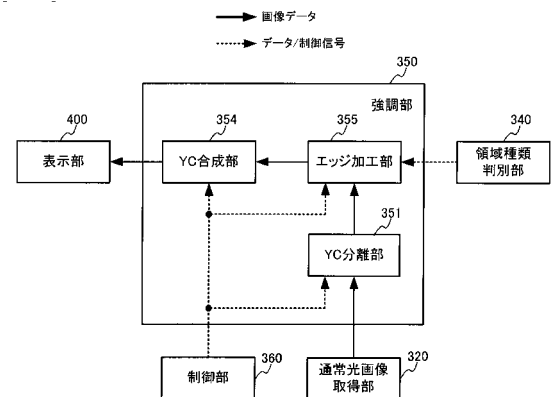 画像データ
データ/制御信号
350
強調部
400
表示部
354
YC合成部
355
エッジ加工部
340
領域種類
判別部
351
YC分離部
制御部
360
通常光画像
取得部
320